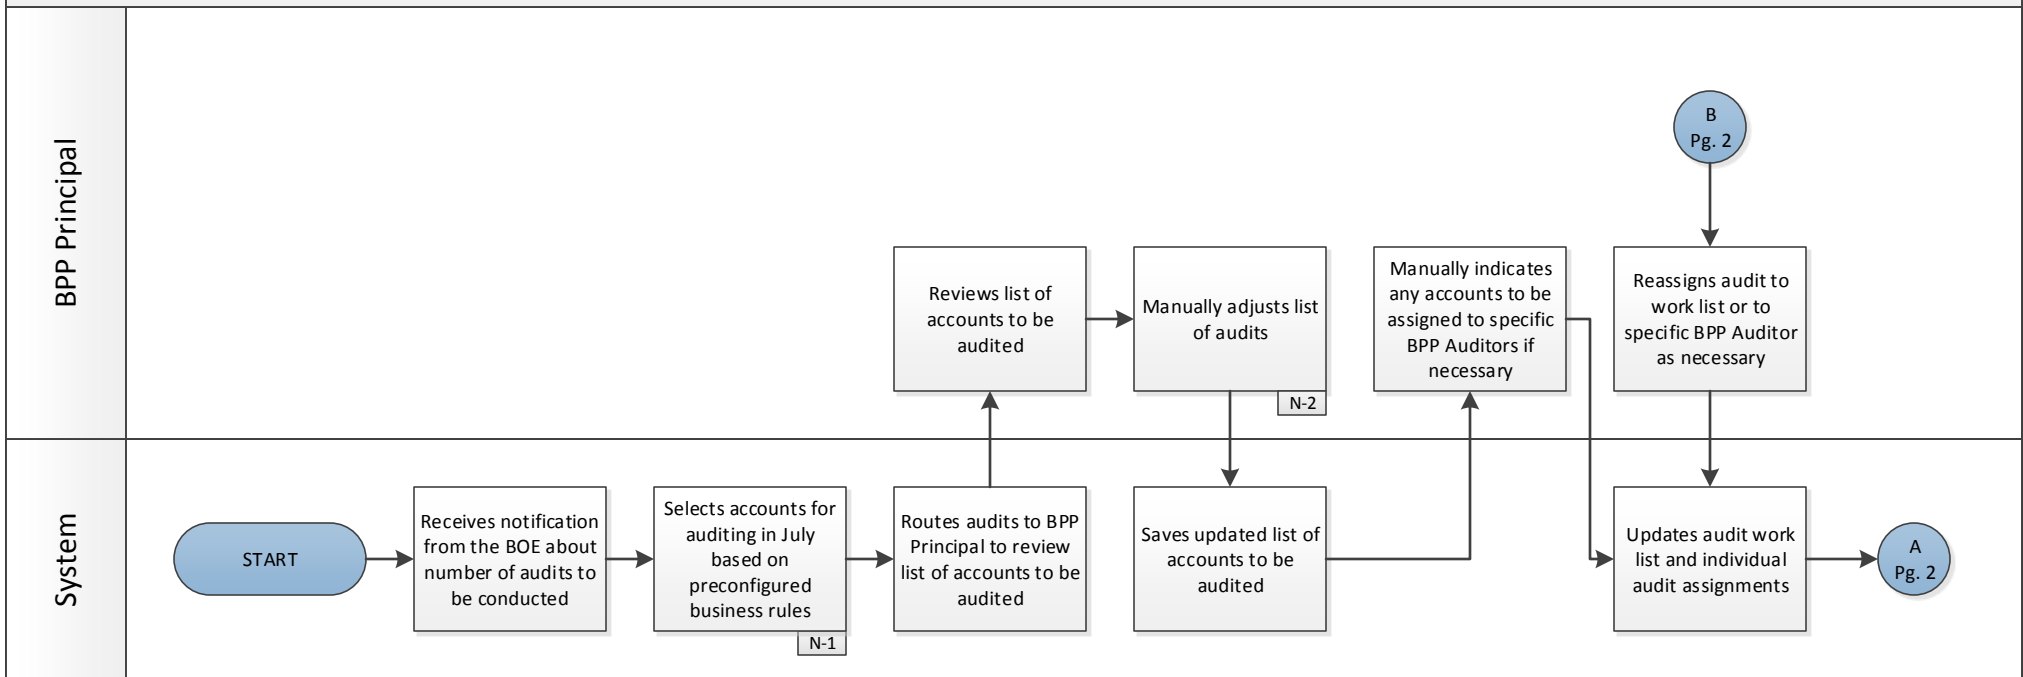 BPP Principal
B
Pg. 2
Reviews list of
accounts to be
audited
Manually adjusts list
of audits
N-2
Manually indicates
any accounts to be
assigned to specific
BPP Auditors if
necessary
Reassigns audit to
work list or to
specific BPP Auditor
as necessary
System
START
Receives notification
from the BOE about
number of audits to
be conducted
Selects accounts for
auditing in July
based on
preconfigured
business rules
N-1
Routes audits to BPP
Principal to review
list of accounts to be
audited
Saves updated list of
accounts to be
audited
Updates audit work
list and individual
audit assignments
A
Pg. 2